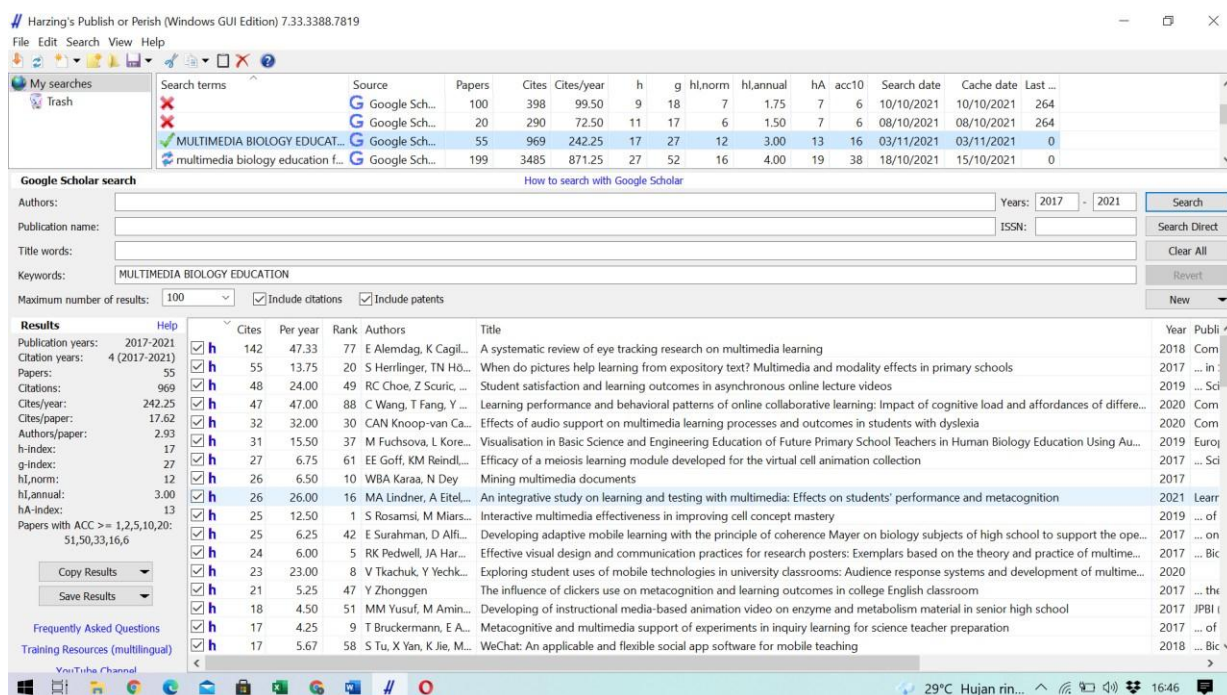 Harzing's Publish or Perish (Windows GUI Edition) 7.33.3388.7819
File Edit Search View Help
My searches
Trash
Search terms Source Papers Cites Cites/year h g hI,norm hI,annual hA acc10 Search date Cache date Last ...
Google Sch... 100 398 99.50 9 18 7 1.75 7 6 10/10/2021 10/10/2021 264
Google Sch... 20 290 72.50 11 17 6 1.50 7 6 08/10/2021 08/10/2021 264
MULTIMEDIA BIOLOGY EDUCAT... Google Sch... 55 969 242.25 17 27 12 3.00 13 16 03/11/2021 03/11/2021 0
multimedia biology education f... Google Sch... 199 3485 871.25 27 52 16 4.00 19 38 18/10/2021 15/10/2021 0
Google Scholar search How to search with Google Scholar
Authors: Years: 2017 - 2021 Search
Publication name: ISSN: Search Direct
Title words: Clear All
Keywords: MULTIMEDIA BIOLOGY EDUCATION Revert
Maximum number of results: 100 Include citations Include patents New
Results Help
Publication years: 2017-2021
Citation years: 4 (2017-2021)
Papers: 55
Citations: 969
Cites/year: 242.25
Cites/paper: 17.62
Authors/paper: 2.93
h-index: 17
g-index: 27
hI,norm: 12
hI,annual: 3.00
hA-index: 13
Papers with ACC >= 1,2,5,10,20:
51,50,33,16,6
Copy Results
Save Results
Frequently Asked Questions
Training Resources (multilingual)
YouTube Channel
Cites Per year Rank Authors Title Year Publi
h 142 47.33 77 E Alemdag, K Cagil... A systematic review of eye tracking research on multimedia learning 2018 Com
h 55 13.75 20 S Herrlinger, TN Hö... When do pictures help learning from expository text? Multimedia and modality effects in primary schools 2017 ... in
h 48 24.00 49 RC Choe, Z Scuric, ... Student satisfaction and learning outcomes in asynchronous online lecture videos 2019 ... Sci
h 47 47.00 88 C Wang, T Fang, Y ... Learning performance and behavioral patterns of online collaborative learning: Impact of cognitive load and affordances of differe... 2020 Com
h 32 32.00 30 CAN Knoop-van Ca... Effects of audio support on multimedia learning processes and outcomes in students with dyslexia 2020 Com
h 31 15.50 37 M Fuchsova, L Kore... Visualisation in Basic Science and Engineering Education of Future Primary School Teachers in Human Biology Education Using Au... 2019 Europ
h 27 6.75 61 EE Goff, KM Reindl,... Efficacy of a meiosis learning module developed for the virtual cell animation collection 2017 ... Sci
h 26 6.50 10 WBA Karaa, N Dey Mining multimedia documents 2017
h 26 26.00 16 MA Lindner, A Eitel,... An integrative study on learning and testing with multimedia: Effects on students' performance and metacognition 2021 Learr
h 25 12.50 1 S Rosamsi, M Miars... Interactive multimedia effectiveness in improving cell concept mastery 2019 ... of
h 25 6.25 42 E Surahman, D Alfi... Developing adaptive mobile learning with the principle of coherence Mayer on biology subjects of high school to support the ope... 2017 ... on
h 24 6.00 5 RK Pedwell, JA Har... Effective visual design and communication practices for research posters: Exemplars based on the theory and practice of multime... 2017 ... Bic
h 23 23.00 8 V Tkachuk, Y Yechk... Exploring student uses of mobile technologies in university classrooms: Audience response systems and development of multime... 2020
h 21 5.25 47 Y Zhonggen The influence of clickers use on metacognition and learning outcomes in college English classroom 2017 ... the
h 18 4.50 51 MM Yusuf, M Amin... Developing of instructional media-based animation video on enzyme and metabolism material in senior high school 2017 JPBI
h 17 4.25 9 T Bruckermann, E A... Metacognitive and multimedia support of experiments in inquiry learning for science teacher preparation 2017 ... of
h 17 5.67 58 S Tu, X Yan, K Jie, M... WeChat: An applicable and flexible social app software for mobile teaching 2018 ... Bic
29°C Hujan rin... 16:46